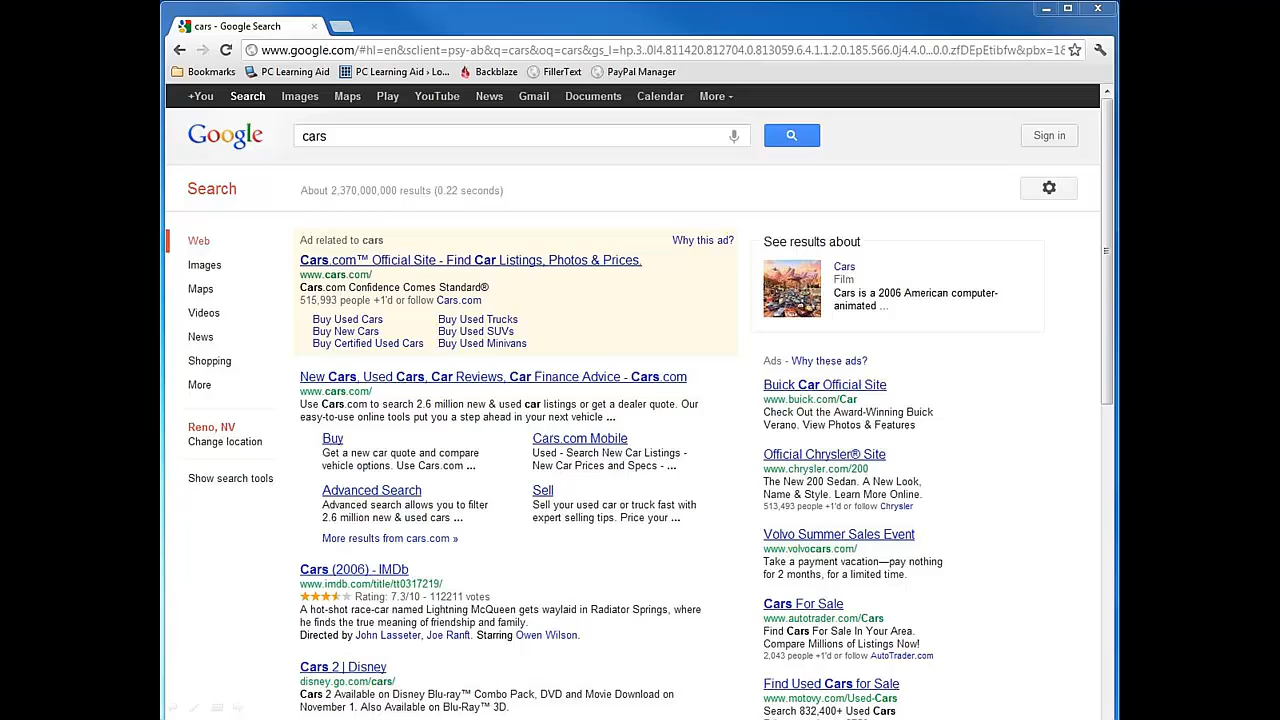 cars - Google Search
www.google.com/#hl=en&sclient=psy-ab&q=cars&oq=cars&gs_l=hp.3..0l4.811420.812704.0.813059.6.4.1.1.2.0.185.566.0j4.4.0...0.0.zfDEpEtibfw&pbx=18
Bookmarks PC Learning Aid PC Learning Aid › Lo... Backblaze FillerText PayPal Manager
+You Search Images Maps Play YouTube News Gmail Documents Calendar More
Google cars Sign in
Search About 2,370,000,000 results (0.22 seconds)
Web
Images
Maps
Videos
News
Shopping
More
Reno, NV
Change location
Show search tools
Ad related to cars Why this ad?
Cars.com™ Official Site - Find Car Listings, Photos & Prices.
www.cars.com/
Cars.com Confidence Comes Standard®
515,993 people +1'd or follow Cars.com
Buy Used Cars Buy Used Trucks
Buy New Cars Buy Used SUVs
Buy Certified Used Cars Buy Used Minivans
New Cars, Used Cars, Car Reviews, Car Finance Advice - Cars.com
www.cars.com/
Use Cars.com to search 2.6 million new & used car listings or get a dealer quote. Our
easy-to-use online tools put you a step ahead in your next vehicle ...
Buy
Get a new car quote and compare
vehicle options. Use Cars.com ...
Cars.com Mobile
Used - Search New Car Listings -
New Car Prices and Specs - ...
Advanced Search
Advanced search allows you to filter
2.6 million new & used cars ...
Sell
Sell your used car or truck fast with
expert selling tips. Price your ...
More results from cars.com »
Cars (2006) - IMDb
www.imdb.com/title/tt0317219/
Rating: 7.3/10 - 112211 votes
A hot-shot race-car named Lightning McQueen gets waylaid in Radiator Springs, where
he finds the true meaning of friendship and family.
Directed by John Lasseter, Joe Ranft. Starring Owen Wilson.
Cars 2 | Disney
disney.go.com/cars/
Cars 2 Available on Disney Blu-ray™ Combo Pack, DVD and Movie Download on
November 1. Also Available on Blu-ray™ 3D.
See results about
Cars
Film
Cars is a 2006 American computer-
animated ...
Ads - Why these ads?
Buick Car Official Site
www.buick.com/Car
Check Out the Award-Winning Buick
Verano. View Photos & Features
Official Chrysler® Site
www.chrysler.com/200
The New 200 Sedan. A New Look,
Name & Style. Learn More Online.
513,493 people +1'd or follow Chrysler
Volvo Summer Sales Event
www.volvocars.com/
Take a payment vacation—pay nothing
for 2 months, for a limited time.
Cars For Sale
www.autotrader.com/Cars
Find Cars For Sale In Your Area.
Compare Millions of Listings Now!
2,043 people +1'd or follow AutoTrader.com
Find Used Cars for Sale
www.motovy.com/Used-Cars
Search 832,400+ Used Cars